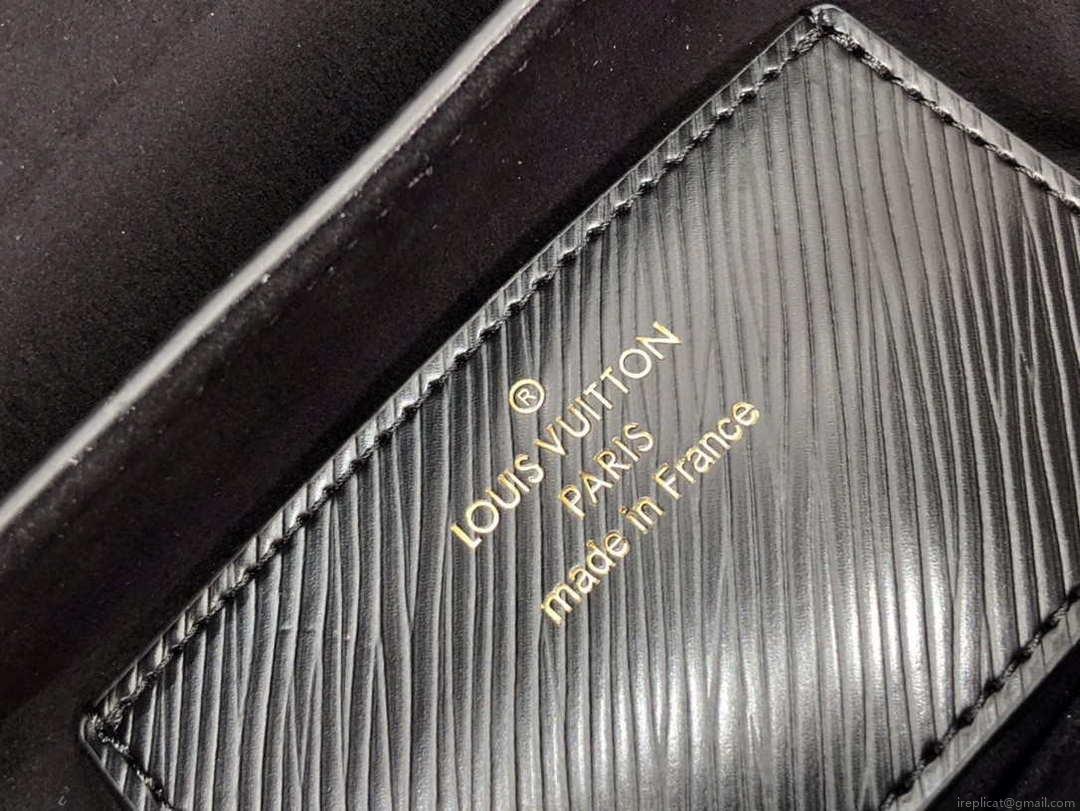 ®
LOUIS VUITTON
PARIS
made in France
ireplicat@gmail.com